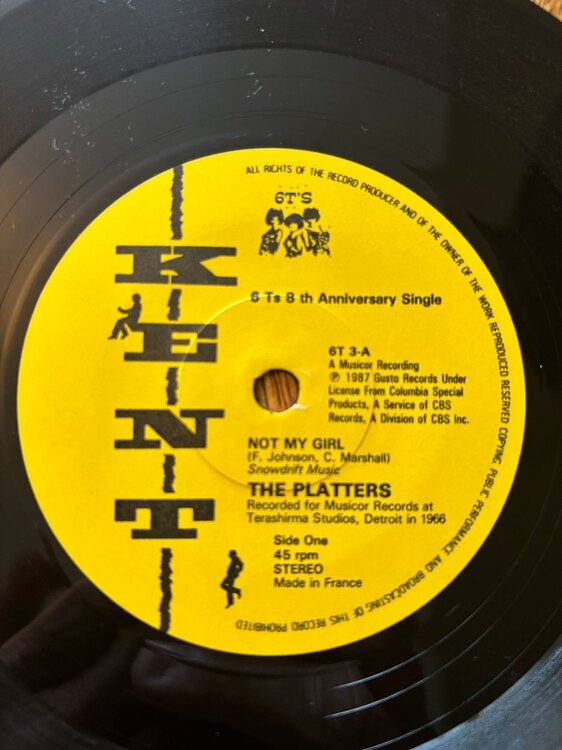 ALL RIGHTS OF THE RECORD PRODUCER AND OF THE OWNER OF THE WORK REPRODUCED RESERVED COPYING PUBLIC PERFORMANCE AND BROADCASTING OF THIS RECORD PROHIBITED
6T'S
KENT
6 Ts 8 th Anniversary Single
6T 3-A
A Musicor Recording
℗ 1987 Gusto Records Under
License From Columbia Special
Products, A Service of CBS
Records, A Division of CBS Inc.
NOT MY GIRL
(F. Johnson, C. Marshall)
Snowdrift Music
THE PLATTERS
Recorded for Musicor Records at
Terashirma Studios, Detroit in 1966
Side One
45 rpm
STEREO
Made in France